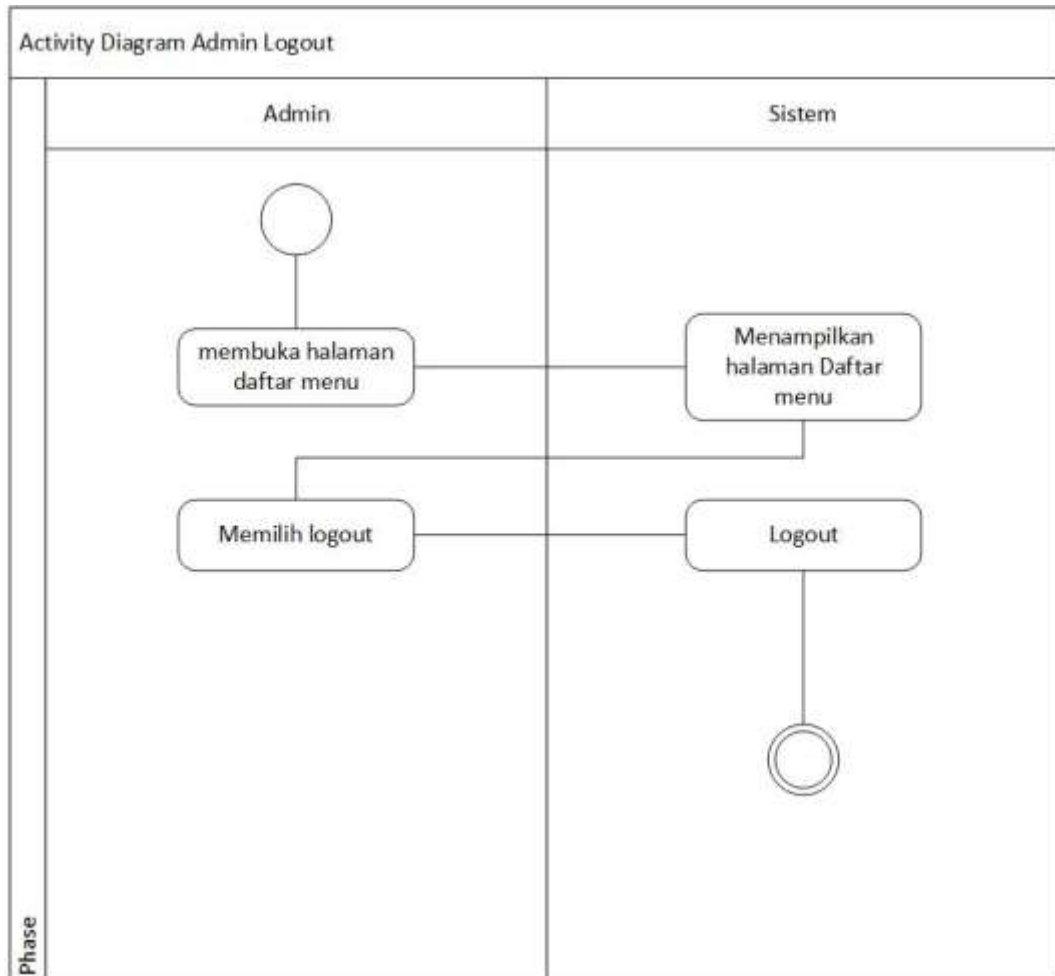 Activity Diagram Admin Logout
Admin
Sistem
membuka halaman
daftar menu
Menampilkan
halaman Daftar
menu
Memilih logout
Logout
Phase